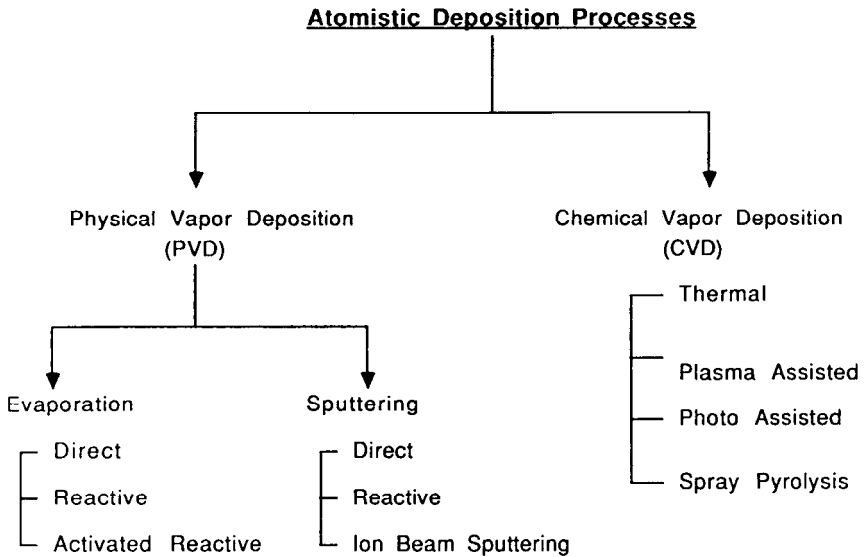 Atomistic Deposition Processes
Physical Vapor Deposition
(PVD)
Chemical Vapor Deposition
(CVD)
Thermal
Plasma Assisted
Photo Assisted
Spray Pyrolysis
Evaporation
Direct
Reactive
Activated Reactive
Sputtering
Direct
Reactive
Ion Beam Sputtering